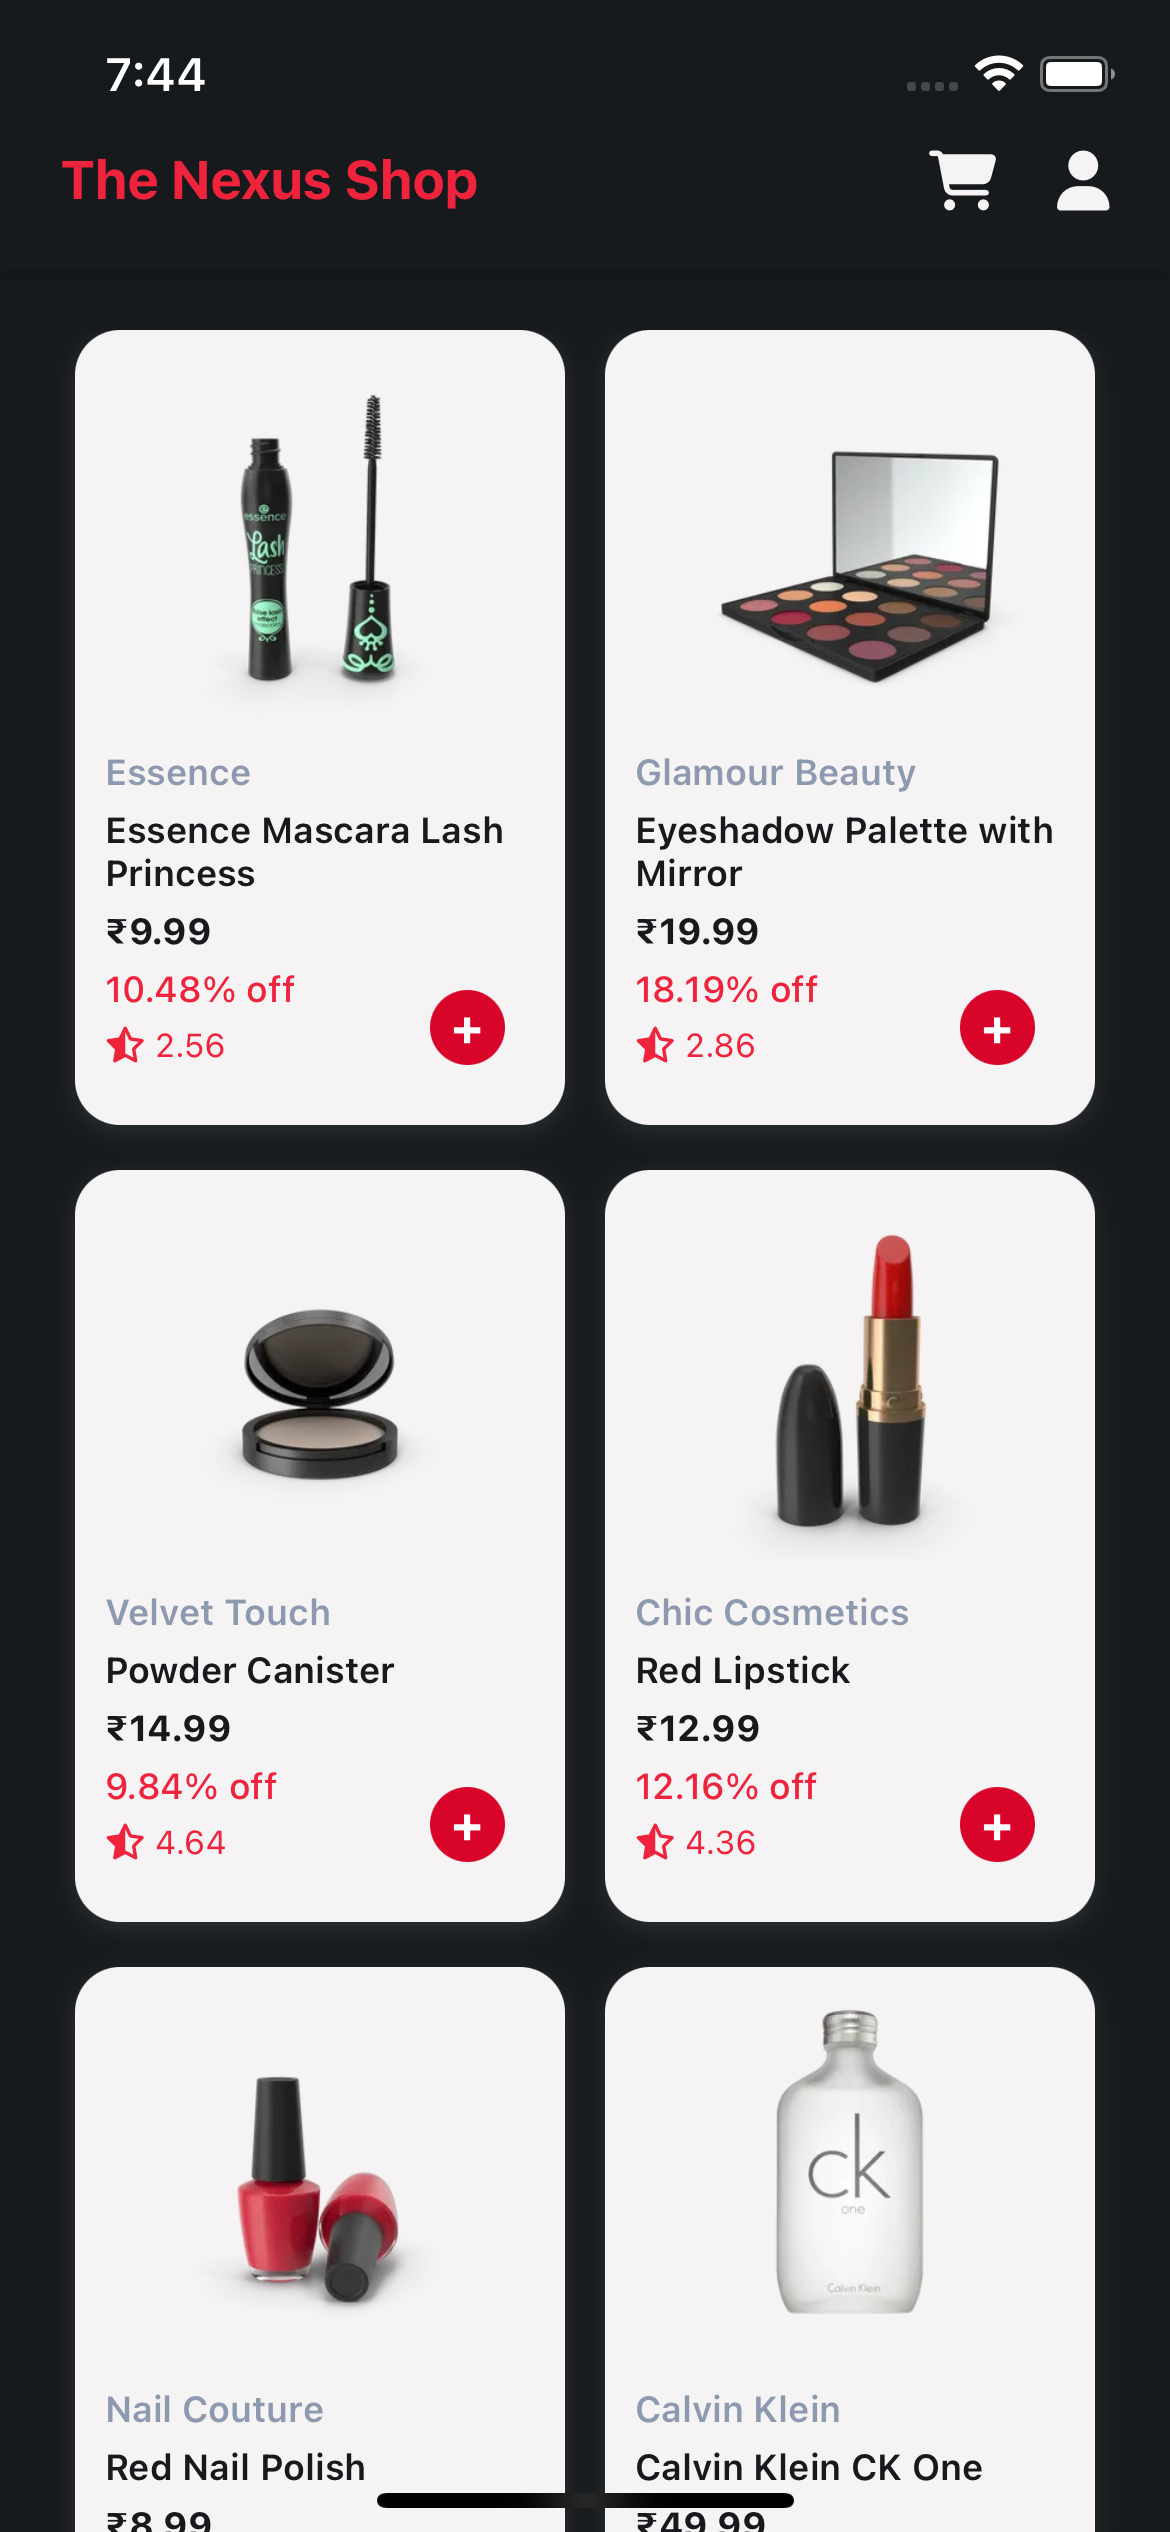 7:44
The Nexus Shop
essence
Lash
PRINCESS
effect
Essence
Essence Mascara Lash
Princess
₹9.99
10.48% off
2.56
+
Glamour Beauty
Eyeshadow Palette with
Mirror
₹19.99
18.19% off
2.86
+
Velvet Touch
Powder Canister
₹14.99
9.84% off
4.64
+
Chic Cosmetics
Red Lipstick
₹12.99
12.16% off
4.36
+
Nail Couture
Red Nail Polish
₹8.99
ck
one
Calvin Klein
Calvin Klein
Calvin Klein CK One
₹49.99